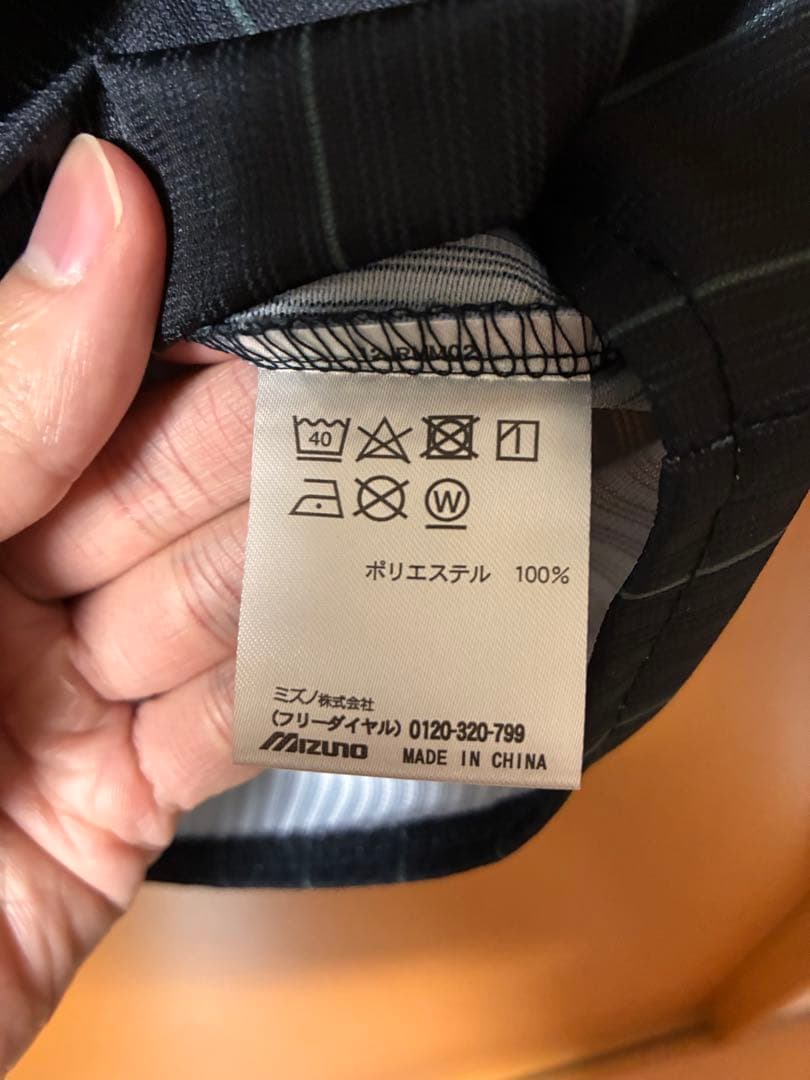 40
W
ポリエステル 100%
ミズノ株式会社
(フリーダイヤル) 0120-320-799
MIZUNO MADE IN CHINA